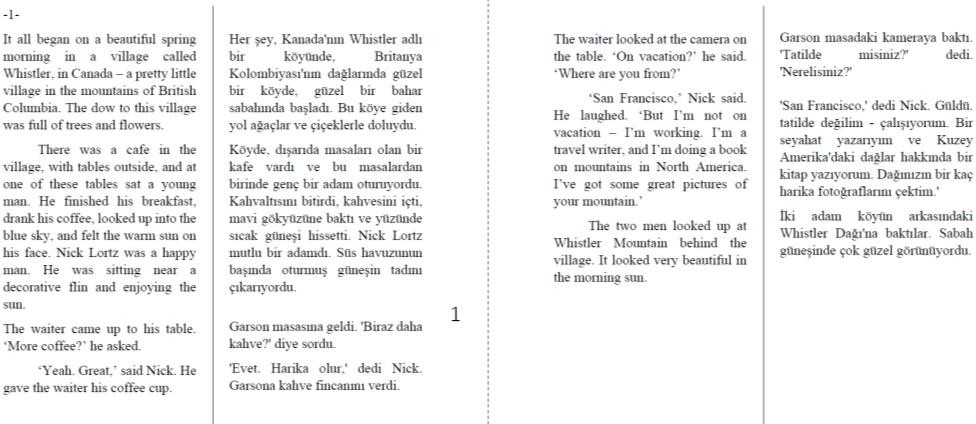 -1-
It all began on a beautiful spring
morning in a village called
Whistler, in Canada – a pretty little
village in the mountains of British
Columbia. The dow to this village
was full of trees and flowers.
There was a cafe in the
village, with tables outside, and at
one of these tables sat a young
man. He finished his breakfast,
drank his coffee, looked up into the
blue sky, and felt the warm sun on
his face. Nick Lortz was a happy
man. He was sitting near a
decorative flin and enjoying the
sun.
The waiter came up to his table.
‘More coffee?’ he asked.
‘Yeah. Great,’ said Nick. He
gave the waiter his coffee cup.
Her şey, Kanada'nın Whistler adlı
bir köyünde, Britanya
Kolombiyası'nın dağlarında güzel
bir köyde, güzel bir bahar
sabahında başladı. Bu köye giden
yol ağaçlar ve çiçeklerle doluydu.
Köyde, dışarıda masaları olan bir
kafe vardı ve bu masalardan
birinde genç bir adam oturuyordu.
Kahvaltısını bitirdi, kahvesini içti,
mavi gökyüzüne baktı ve yüzünde
sıcak güneşi hissetti. Nick Lortz
mutlu bir adamdı. Süs havuzunun
başında oturmuş güneşin tadını
çıkarıyordu.
Garson masasına geldi. 'Biraz daha
kahve?' diye sordu.
'Evet. Harika olur,' dedi Nick.
Garsona kahve fincanını verdi.
1
The waiter looked at the camera on
the table. ‘On vacation?’ he said.
‘Where are you from?’
‘San Francisco,’ Nick said.
He laughed. ‘But I’m not on
vacation – I’m working. I’m a
travel writer, and I’m doing a book
on mountains in North America.
I’ve got some great pictures of
your mountain.’
The two men looked up at
Whistler Mountain behind the
village. It looked very beautiful in
the morning sun.
Garson masadaki kameraya baktı.
'Tatilde misiniz?' dedi.
'Nerelisiniz?'
'San Francisco,' dedi Nick. Güldü.
tatilde değilim - çalışıyorum. Bir
seyahat yazarıyım ve Kuzey
Amerika'daki dağlar hakkında bir
kitap yazıyorum. Dağınızın bir kaç
harika fotoğraflarını çektim.'
İki adam köyün arkasındaki
Whistler Dağı'na baktılar. Sabah
güneşinde çok güzel görünüyordu.